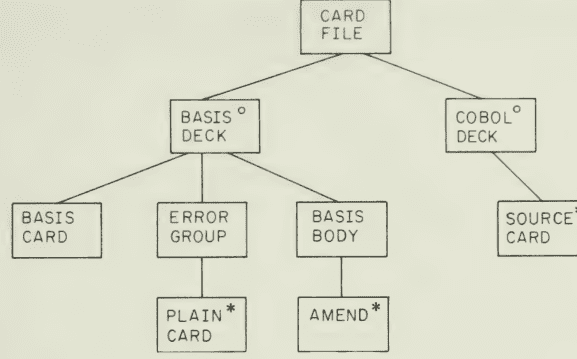 CARD
FILE
BASIS°
DECK
COBOL°
DECK
BASIS
CARD
ERROR
GROUP
BASIS
BODY
SOURCE*
CARD
PLAIN*
CARD
AMEND*